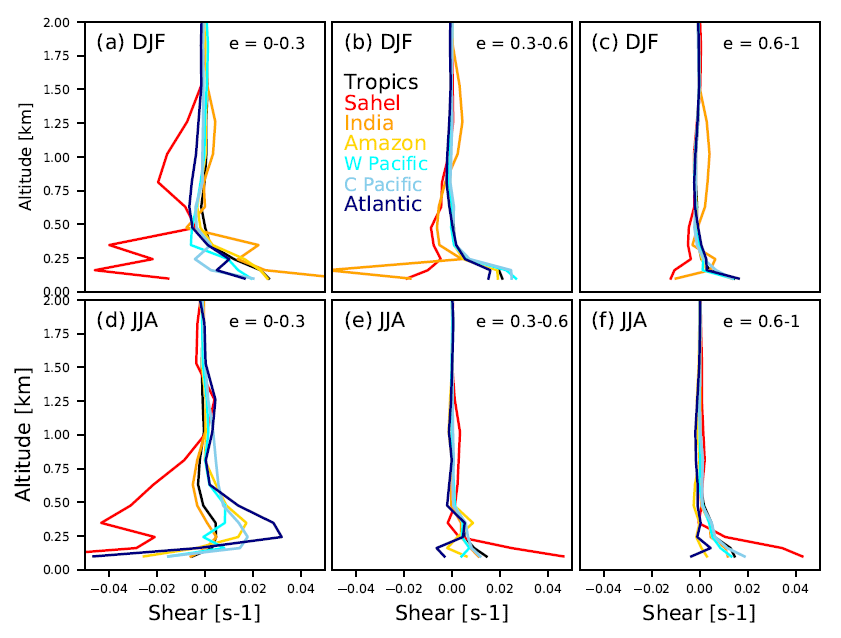 (a) DJF e = 0-0.3
(b) DJF e = 0.3-0.6
(c) DJF e = 0.6-1
Tropics
Sahel
India
Amazon
W Pacific
C Pacific
Atlantic
Altitude [km]
2.00
1.75
1.50
1.25
1.00
0.75
0.50
0.25
0.00
(d) JJA e = 0-0.3
(e) JJA e = 0.3-0.6
(f) JJA e = 0.6-1
Altitude [km]
2.00
1.75
1.50
1.25
1.00
0.75
0.50
0.25
0.00
−0.04 −0.02 0.00 0.02 0.04
−0.04 −0.02 0.00 0.02 0.04
−0.04 −0.02 0.00 0.02 0.04
Shear [s-1]
Shear [s-1]
Shear [s-1]